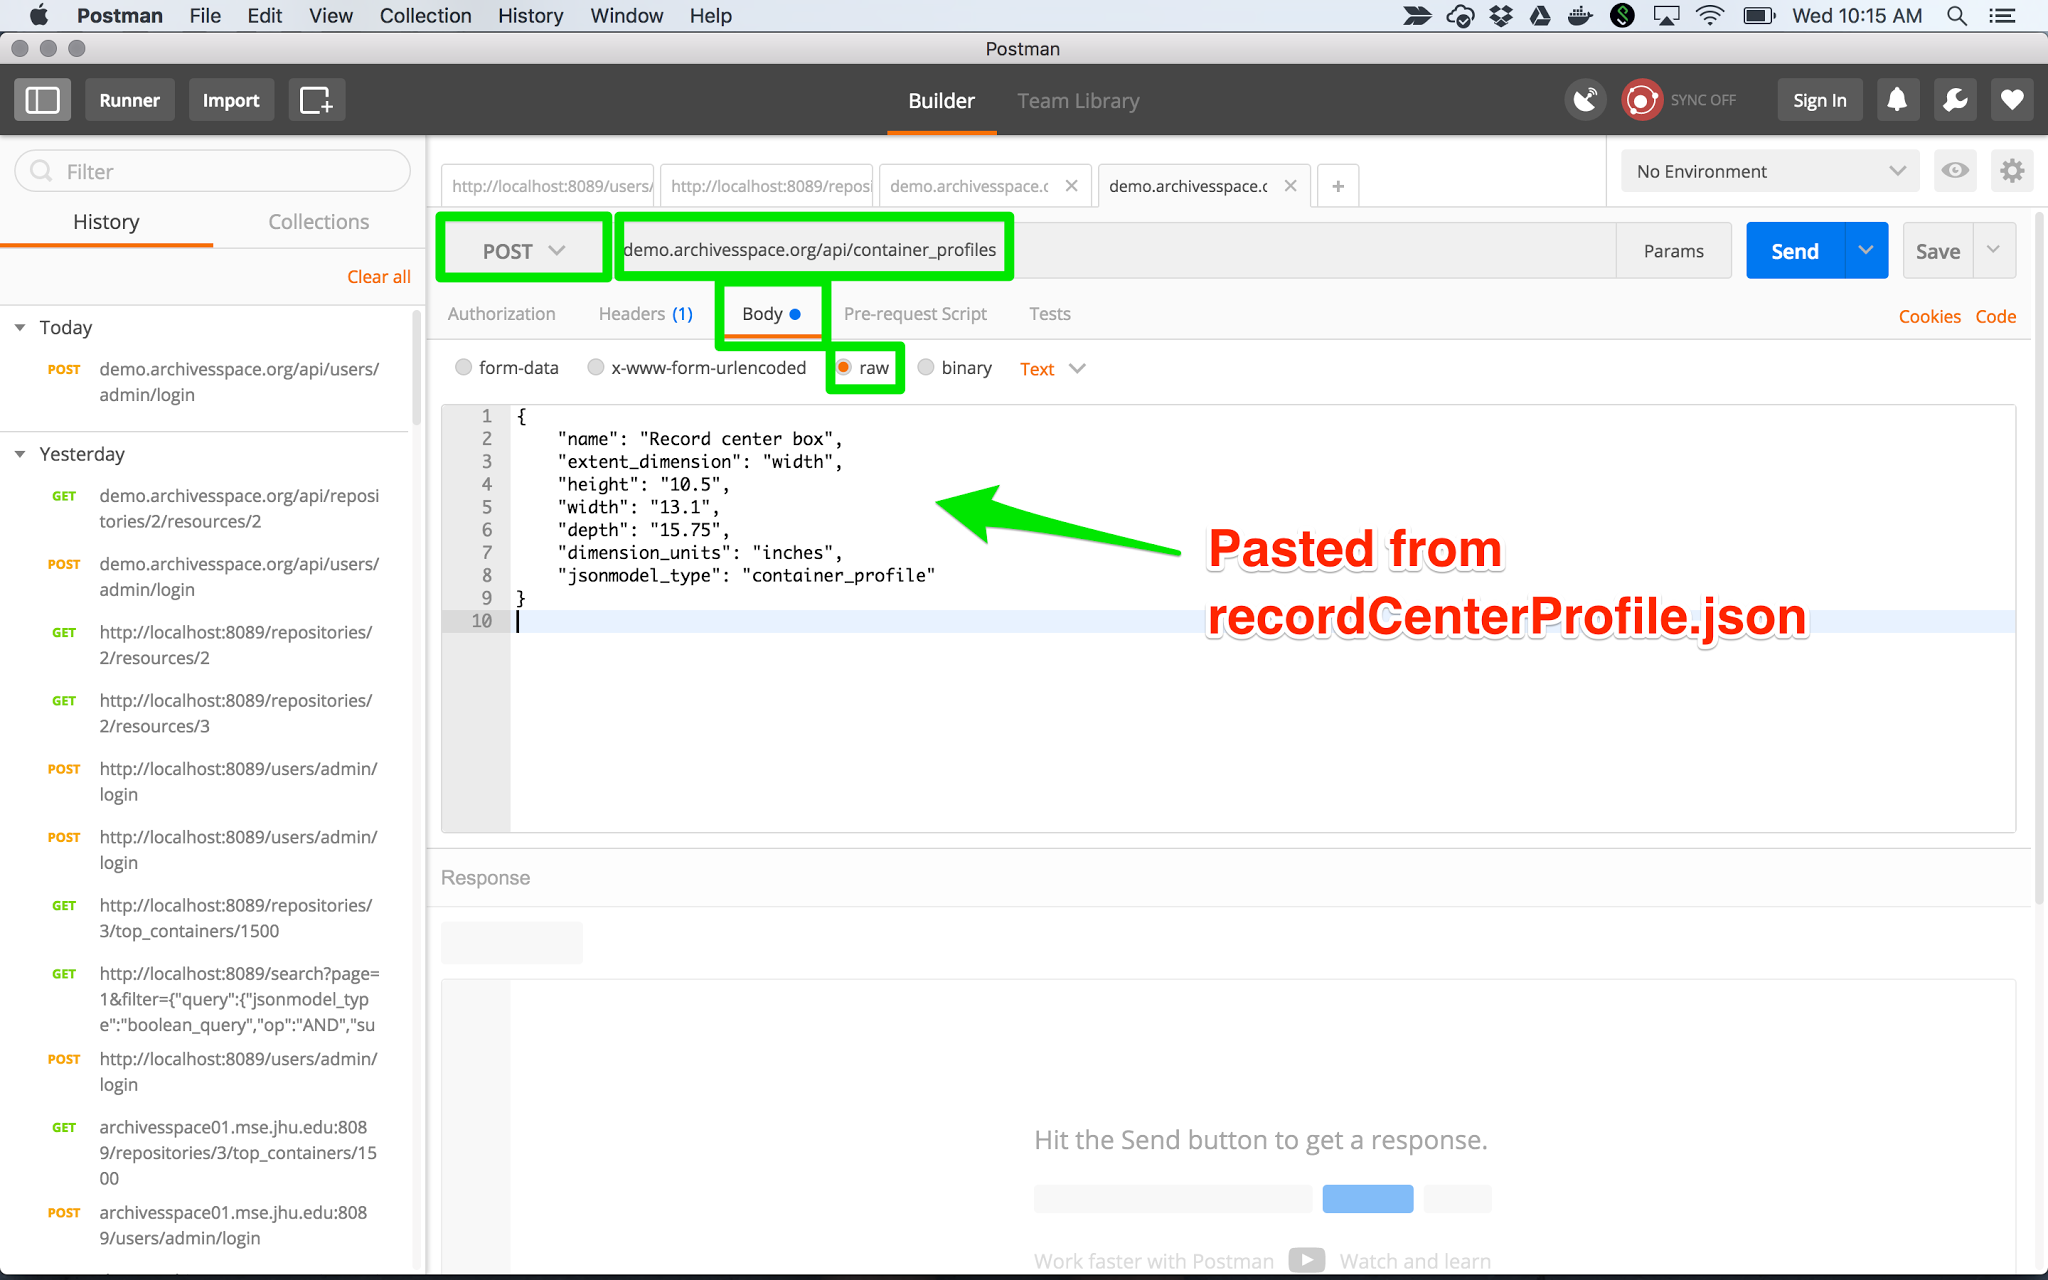 Postman File Edit View Collection History Window Help Wed 10:15 AM
Postman
Runner Import Builder Team Library SYNC OFF Sign In
Filter
http://localhost:8089/users/ http://localhost:8089/reposi demo.archivesspace.c demo.archivesspace.c + No Environment
History Collections
POST demo.archivesspace.org/api/container_profiles Params Send Save
Clear all
Authorization Headers (1) Body Pre-request Script Tests Cookies Code
form-data x-www-form-urlencoded raw binary Text
Today
POST demo.archivesspace.org/api/users/
admin/login
Yesterday
GET demo.archivesspace.org/api/reposi
tories/2/resources/2
POST demo.archivesspace.org/api/users/
admin/login
GET http://localhost:8089/repositories/
2/resources/2
GET http://localhost:8089/repositories/
2/resources/3
POST http://localhost:8089/users/admin/
login
POST http://localhost:8089/users/admin/
login
GET http://localhost:8089/repositories/
3/top_containers/1500
GET http://localhost:8089/search?page=
1&filter={"query":{"jsonmodel_typ
e":"boolean_query","op":"AND","su
POST http://localhost:8089/users/admin/
login
GET archivesspace01.mse.jhu.edu:808
9/repositories/3/top_containers/15
00
POST archivesspace01.mse.jhu.edu:808
9/users/admin/login
1 {
2 "name": "Record center box",
3 "extent_dimension": "width",
4 "height": "10.5",
5 "width": "13.1",
6 "depth": "15.75",
7 "dimension_units": "inches",
8 "jsonmodel_type": "container_profile"
9 }
10
Pasted from
recordCenterProfile.json
Response
Hit the Send button to get a response.
Work faster with Postman Watch and learn